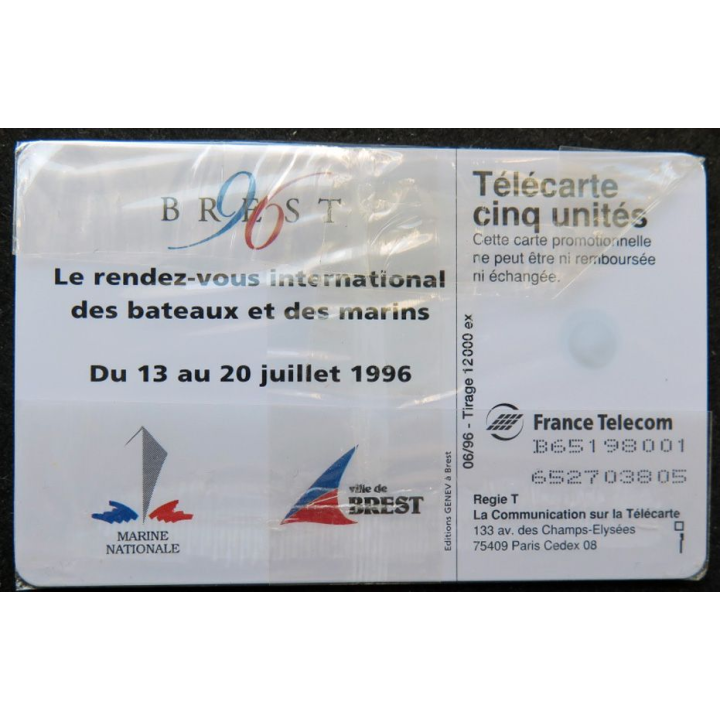 BREST 96
Le rendez-vous international
des bateaux et des marins
Du 13 au 20 juillet 1996
MARINE
NATIONALE
ville de
BREST
Editions GENEV à Brest
06/96 - Tirage 12000 ex
Télécarte
cinq unités
Cette carte promotionnelle
ne peut être ni remboursée
ni échangée.
France Telecom
B65198001
652703805
Regie T
La Communication sur la Télécarte
133 av. des Champs-Elysées
75409 Paris Cedex 08